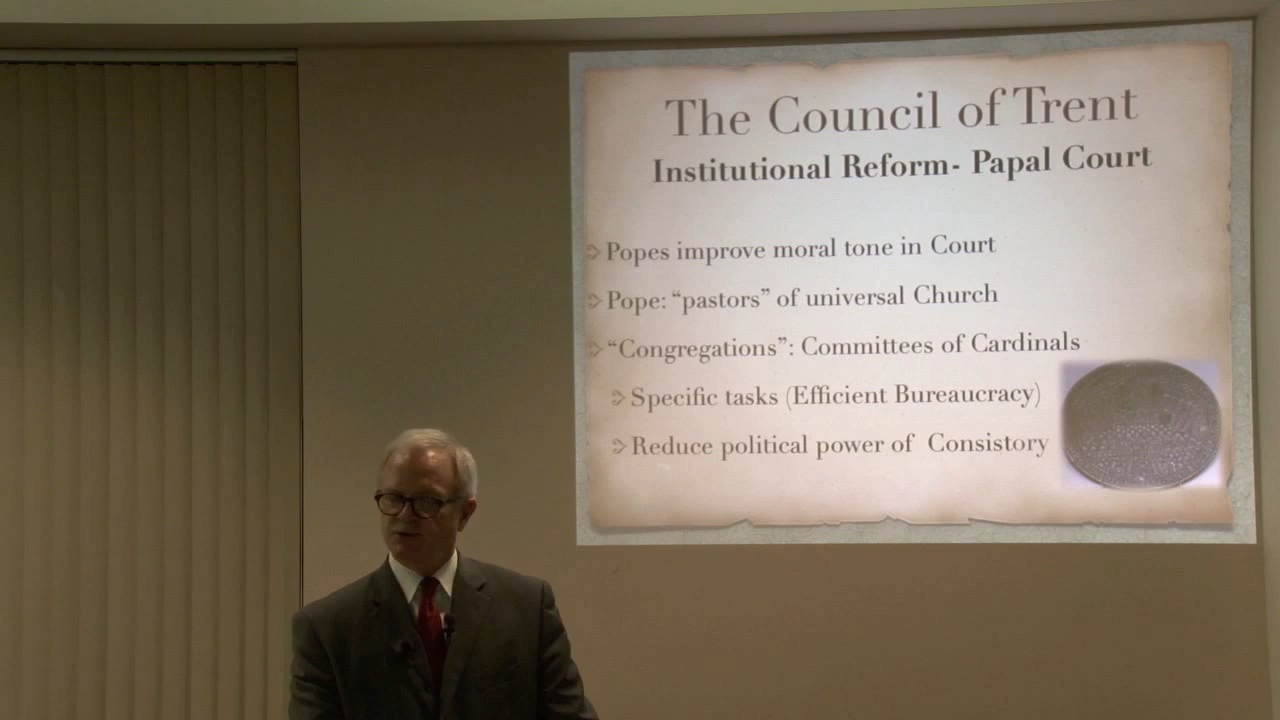 The Council of Trent
Institutional Reform- Papal Court
Popes improve moral tone in Court
Pope: “pastors” of universal Church
“Congregations”: Committees of Cardinals
Specific tasks (Efficient Bureaucracy)
Reduce political power of Consistory